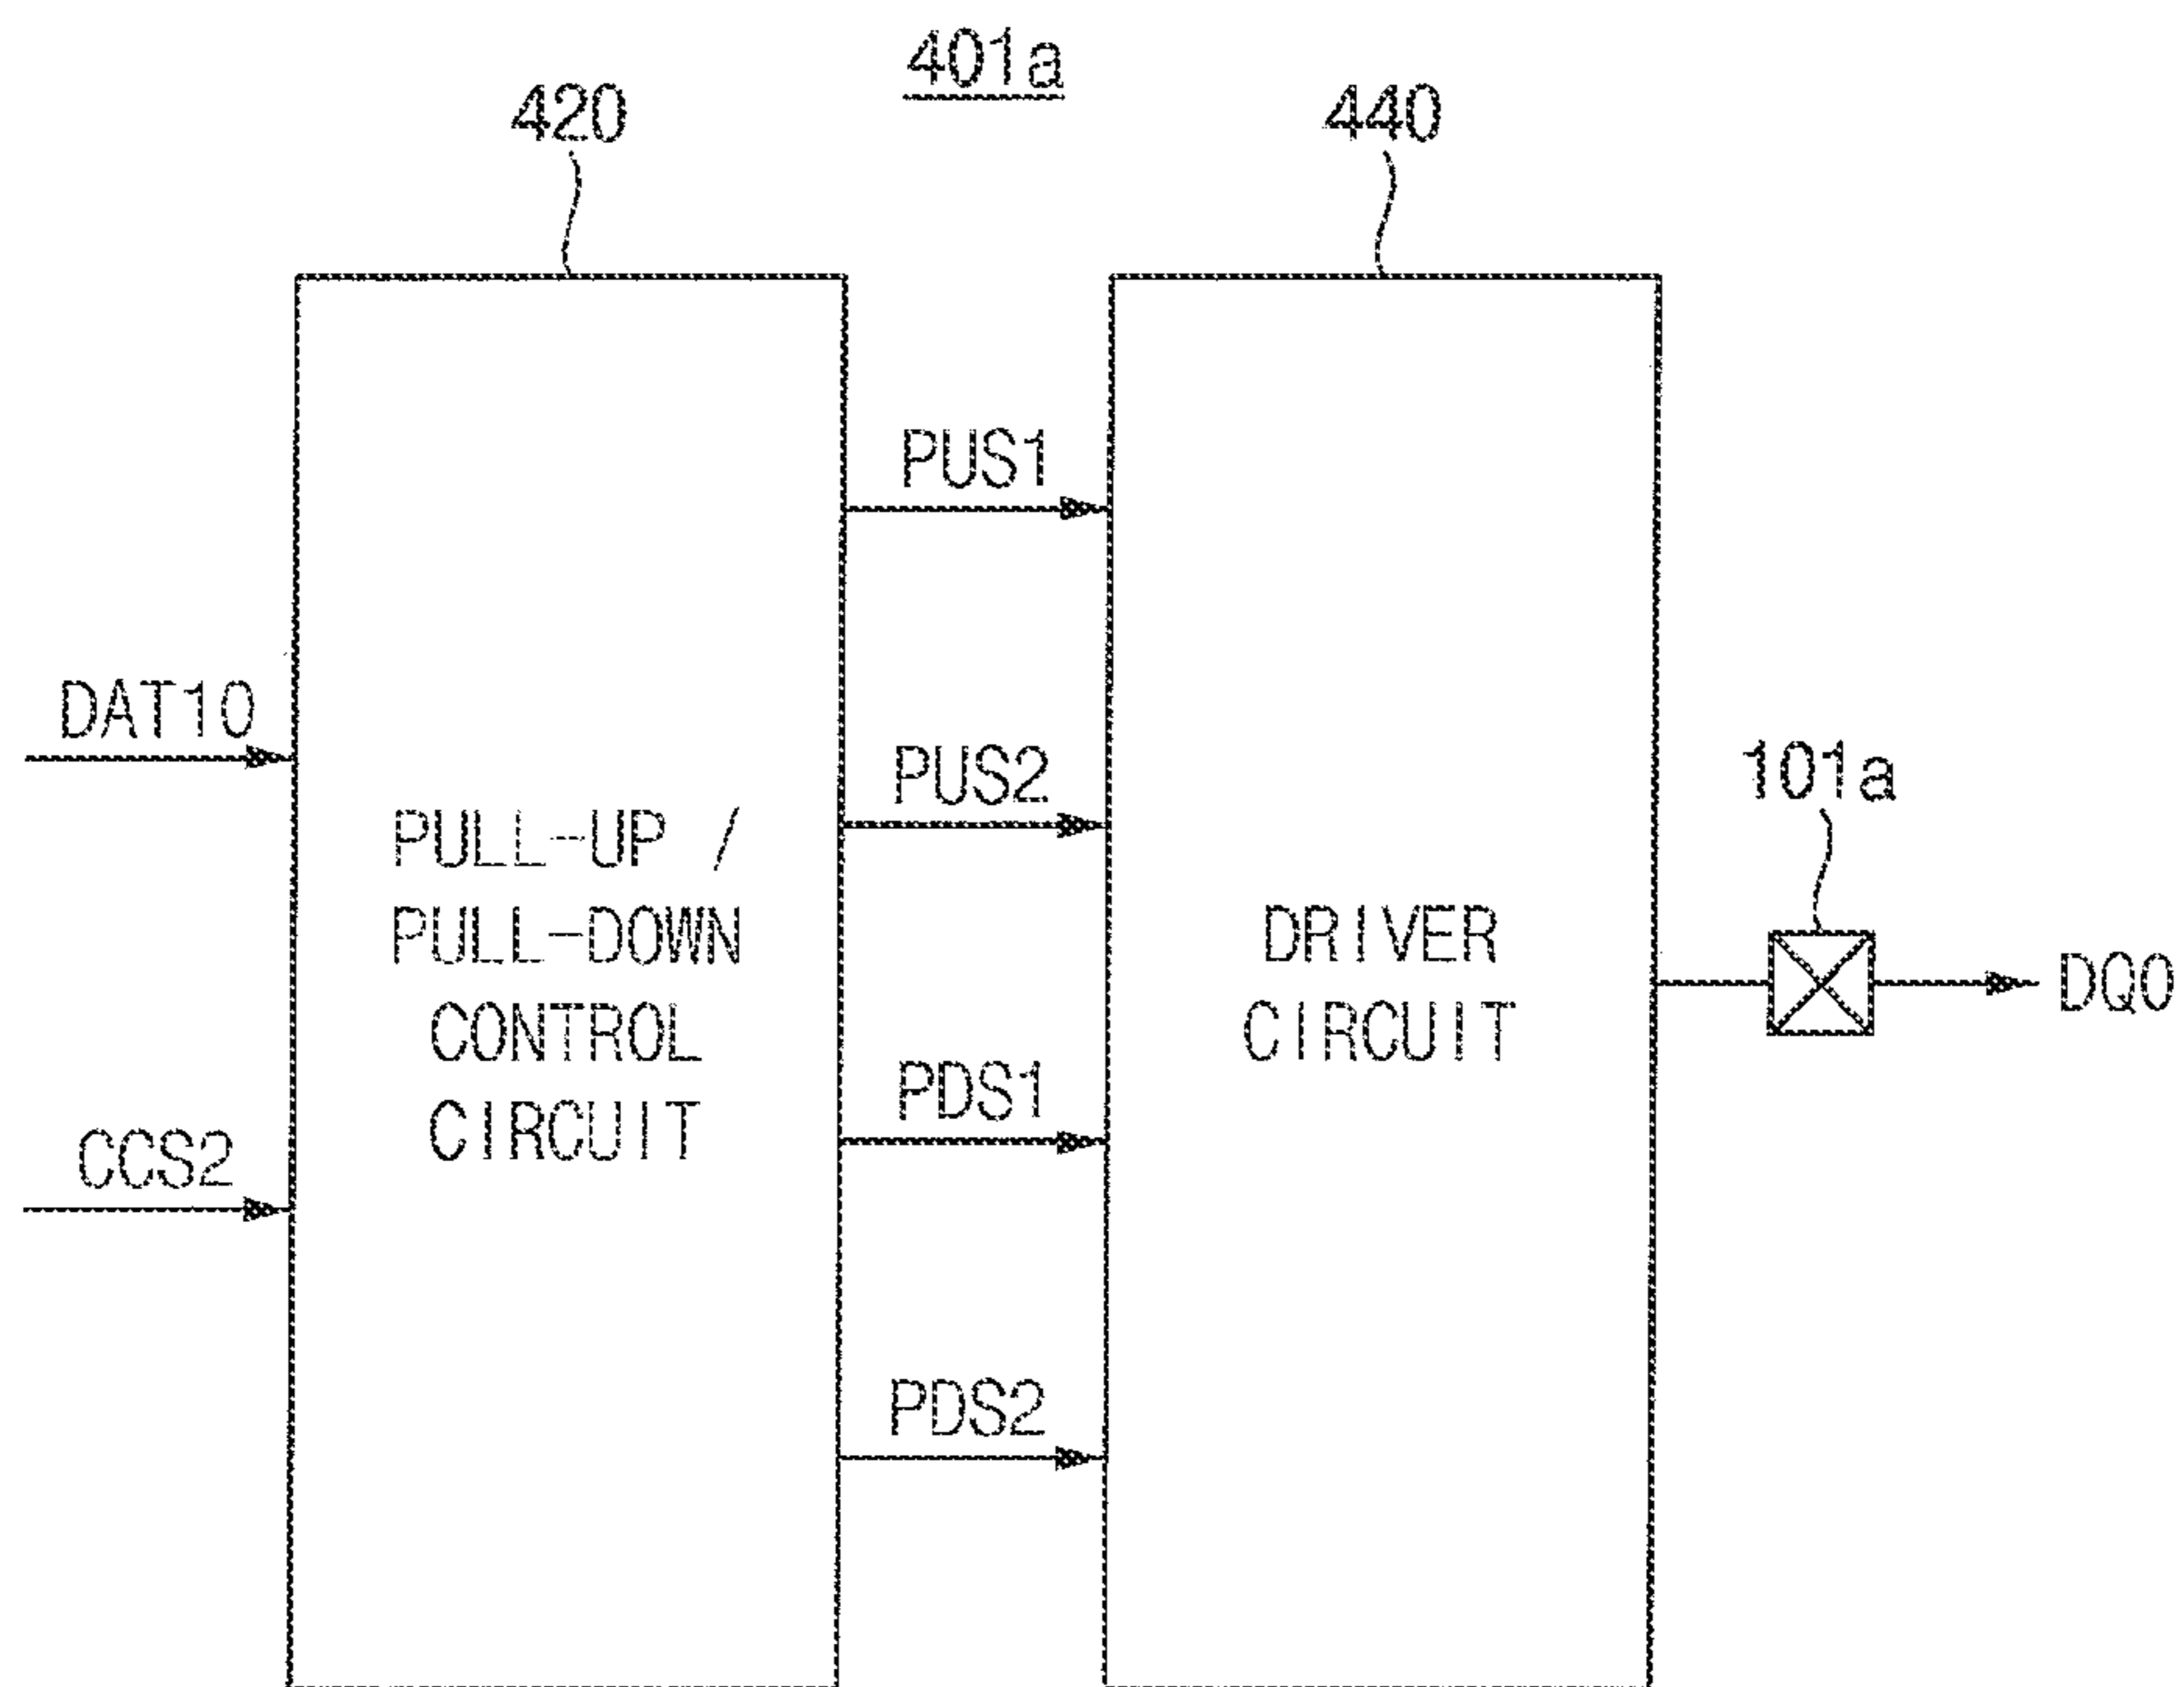 401a
420
440
PUS1
DAT10
PUS2
101a
PULL-UP /
PULL-DOWN
CONTROL
CIRCUIT
DRIVER
CIRCUIT
DQ0
PDS1
CCS2
PDS2